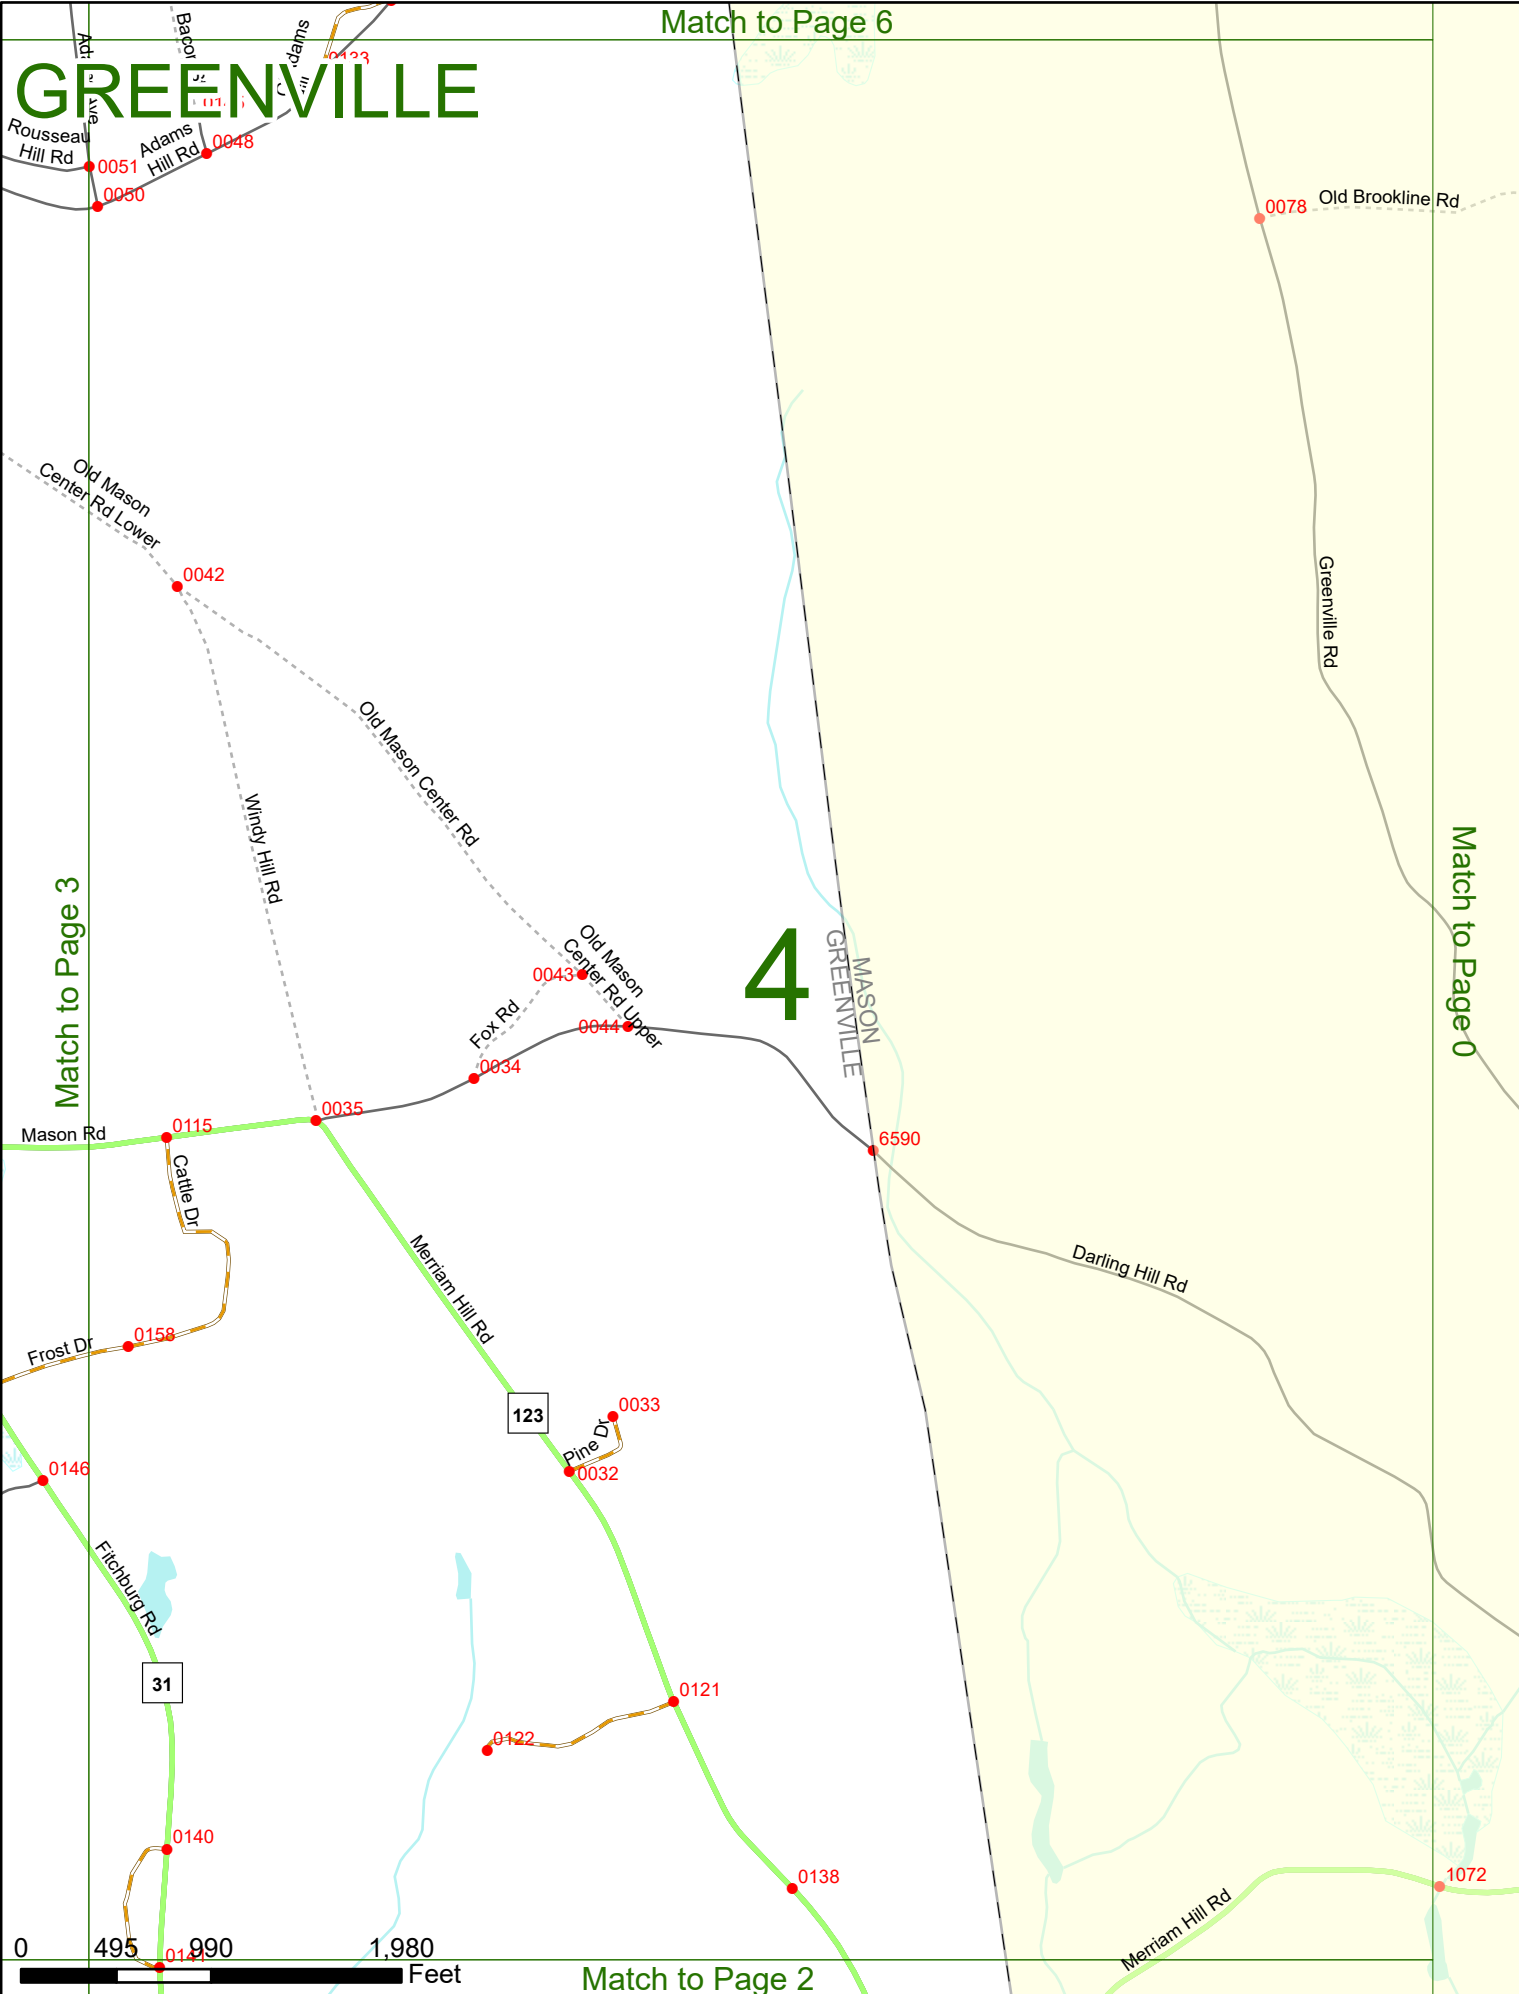 Match to Page 6
GREENVILLE
Rousseau
Hill Rd
Adams
Hill Rd
0133
0048
0051
0050
0078
Old Brookline Rd
Old Mason
Center Rd Lower
0042
Greenville Rd
Old Mason Center Rd
Windy Hill Rd
Match to Page 3
Match to Page 0
4
MASON
GREENVILLE
Old Mason
Center Rd Upper
0043
Fox Rd
0044
0034
0035
0115
Mason Rd
6590
Cattle Dr
Darling Hill Rd
Merriam Hill Rd
0158
Frost Dr
123
0033
Pine Dr
0032
0146
Fitchburg Rd
31
0121
0122
0140
0138
1072
Merriam Hill Rd
0141
0 495 990 1,980
Feet
Match to Page 2